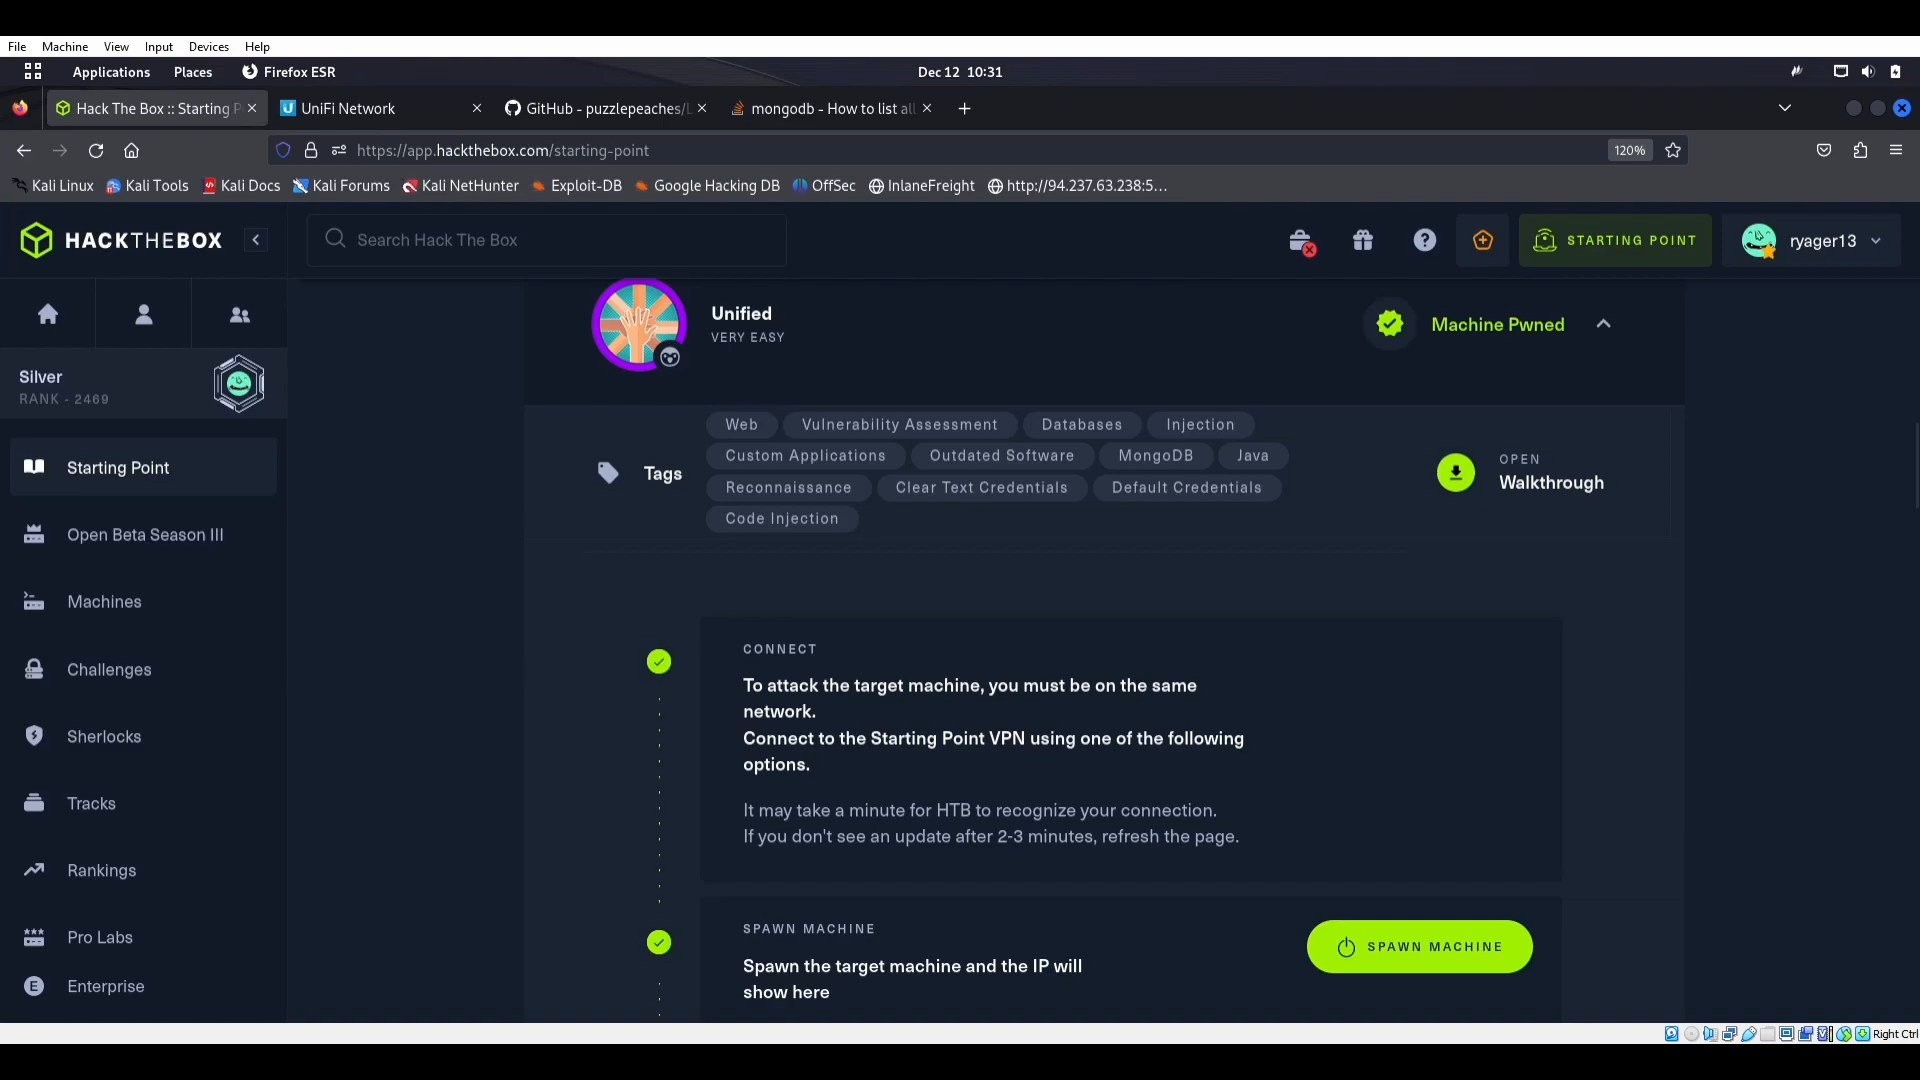 File Machine View Input Devices Help
Applications Places Firefox ESR Dec 12 10:31
Hack The Box :: Starting P UniFi Network GitHub - puzzlepeaches/L mongodb - How to list all
https://app.hackthebox.com/starting-point 120%
Kali Linux Kali Tools Kali Docs Kali Forums Kali NetHunter Exploit-DB Google Hacking DB OffSec InlaneFreight http://94.237.63.238:5...
HACKTHEBOX Search Hack The Box STARTING POINT ryager13
Unified
VERY EASY
Machine Pwned
Silver
RANK - 2469
Starting Point
Open Beta Season III
Machines
Challenges
Sherlocks
Tracks
Rankings
Pro Labs
E Enterprise
Tags
Web Vulnerability Assessment Databases Injection
Custom Applications Outdated Software MongoDB Java
Reconnaissance Clear Text Credentials Default Credentials
Code Injection
OPEN
Walkthrough
CONNECT
To attack the target machine, you must be on the same
network.
Connect to the Starting Point VPN using one of the following
options.
It may take a minute for HTB to recognize your connection.
If you don't see an update after 2-3 minutes, refresh the page.
SPAWN MACHINE
Spawn the target machine and the IP will
show here
SPAWN MACHINE
Right Ctrl